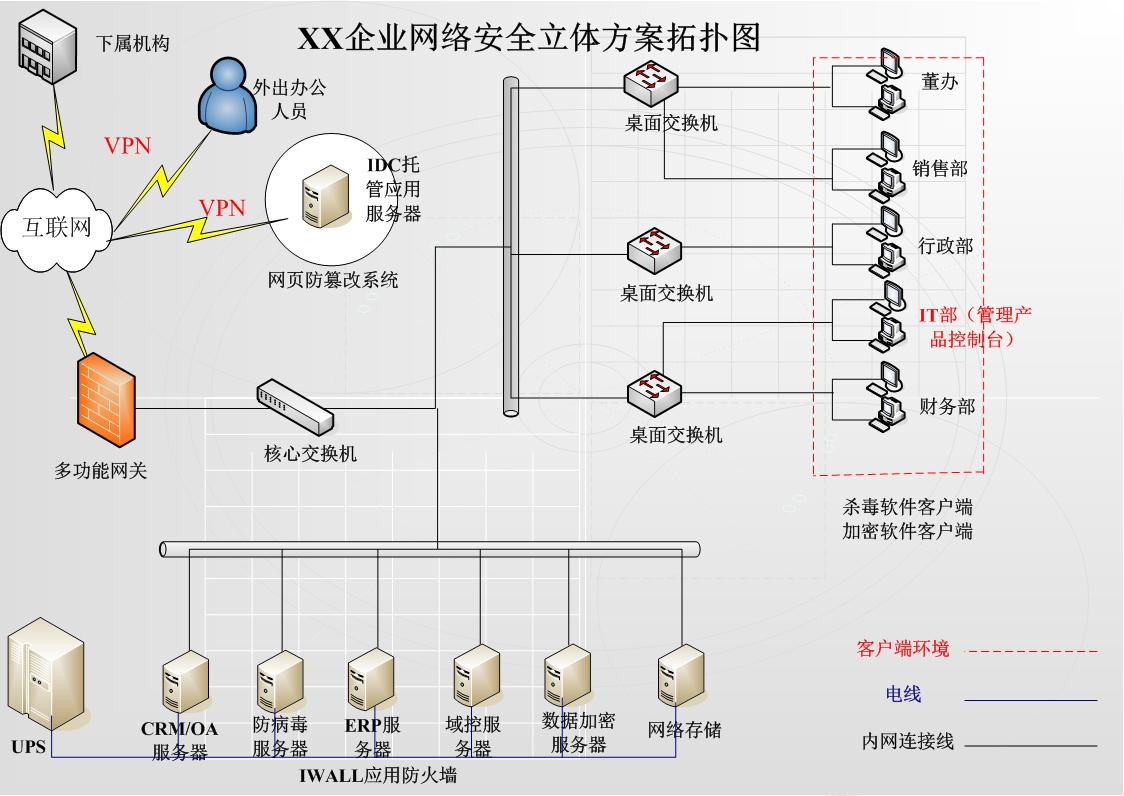 XX企业网络安全立体方案拓扑图
下属机构
外出办公
人员
VPN
VPN
IDC托
管应用
服务器
互联网
网页防篡改系统
多功能网关
核心交换机
桌面交换机
桌面交换机
桌面交换机
董办
销售部
行政部
IT部（管理产
品控制台）
财务部
杀毒软件客户端
加密软件客户端
UPS
CRM/OA
服务器
防病毒
服务器
ERP服
务器
域控服
务器
数据加密
服务器
网络存储
IWALL应用防火墙
客户端环境
电线
内网连接线